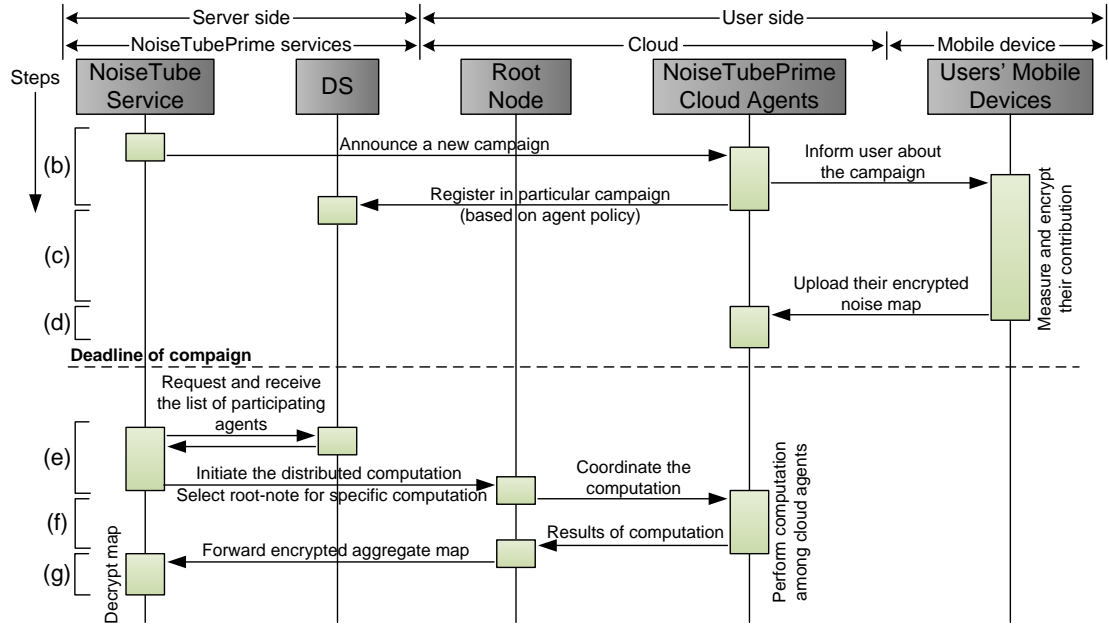 Server side
User side
NoiseTubePrime services
Cloud
Mobile device
Steps
NoiseTube
Service
DS
Root
Node
NoiseTubePrime
Cloud Agents
Users' Mobile
Devices
(b)
Announce a new campaign
Inform user about
the campaign
Register in particular campaign
(based on agent policy)
(c)
Measure and encrypt
their contribution
Upload their encrypted
noise map
(d)
Deadline of compaign
Request and receive
the list of participating
agents
(e)
Initiate the distributed computation
Select root-note for specific computation
Coordinate the
computation
Perform computation
among cloud agents
(f)
Results of computation
Forward encrypted aggregate map
(g)
Decrypt map